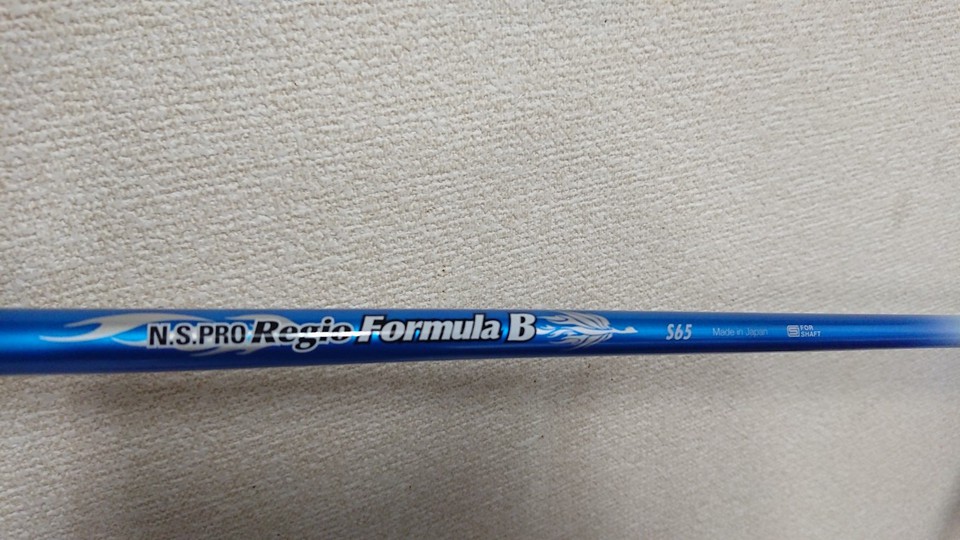 N.S.PRO Regio Formula B S65 Made in Japan
FOR
SHAFT